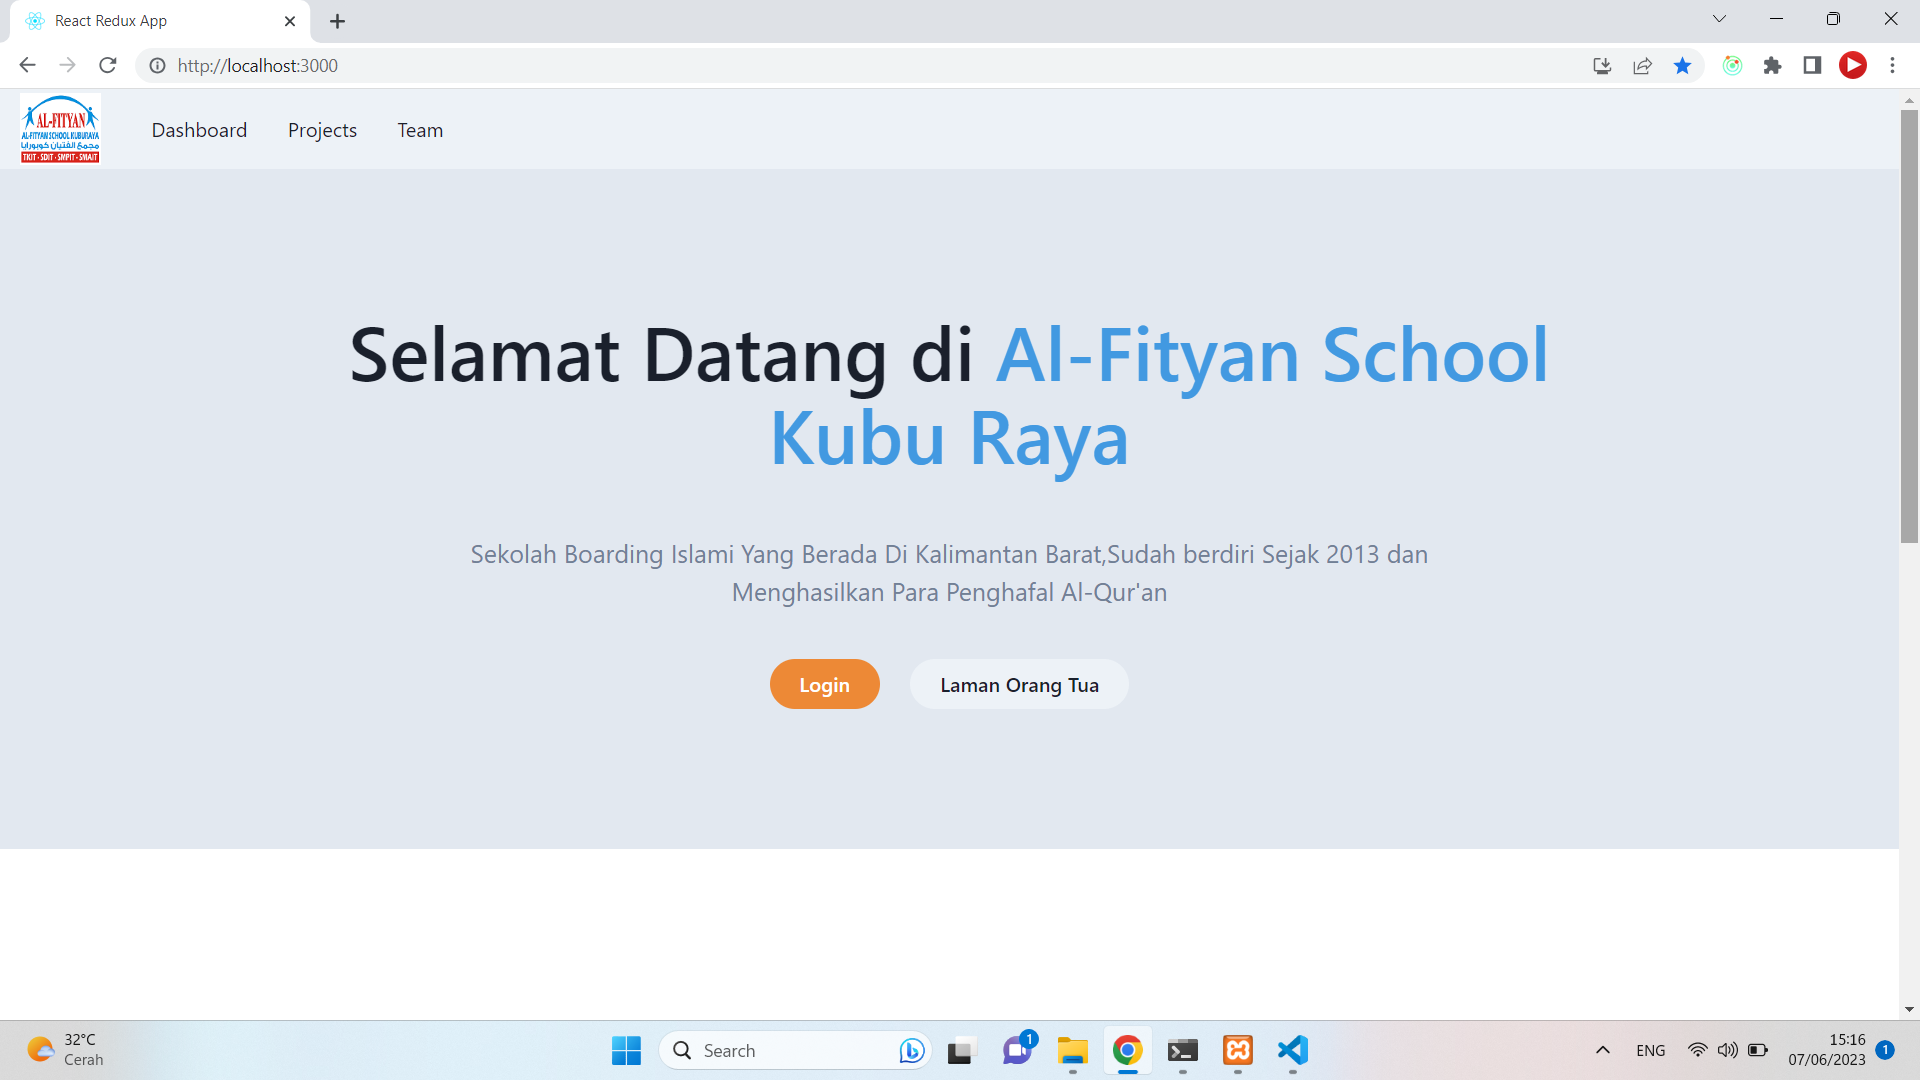 React Redux App
http://localhost:3000
AL-FITYAN
AL-FITYAN SCHOOL KUBURAYA
مجمع الفتيان كوبورايا
TKIT · SDIT · SMPIT · SMAIT
Dashboard
Projects
Team
Selamat Datang di Al-Fityan School
Kubu Raya
Sekolah Boarding Islami Yang Berada Di Kalimantan Barat,Sudah berdiri Sejak 2013 dan
Menghasilkan Para Penghafal Al-Qur'an
Login
Laman Orang Tua
32°C
Cerah
Search
1
ENG
15:16
07/06/2023
1